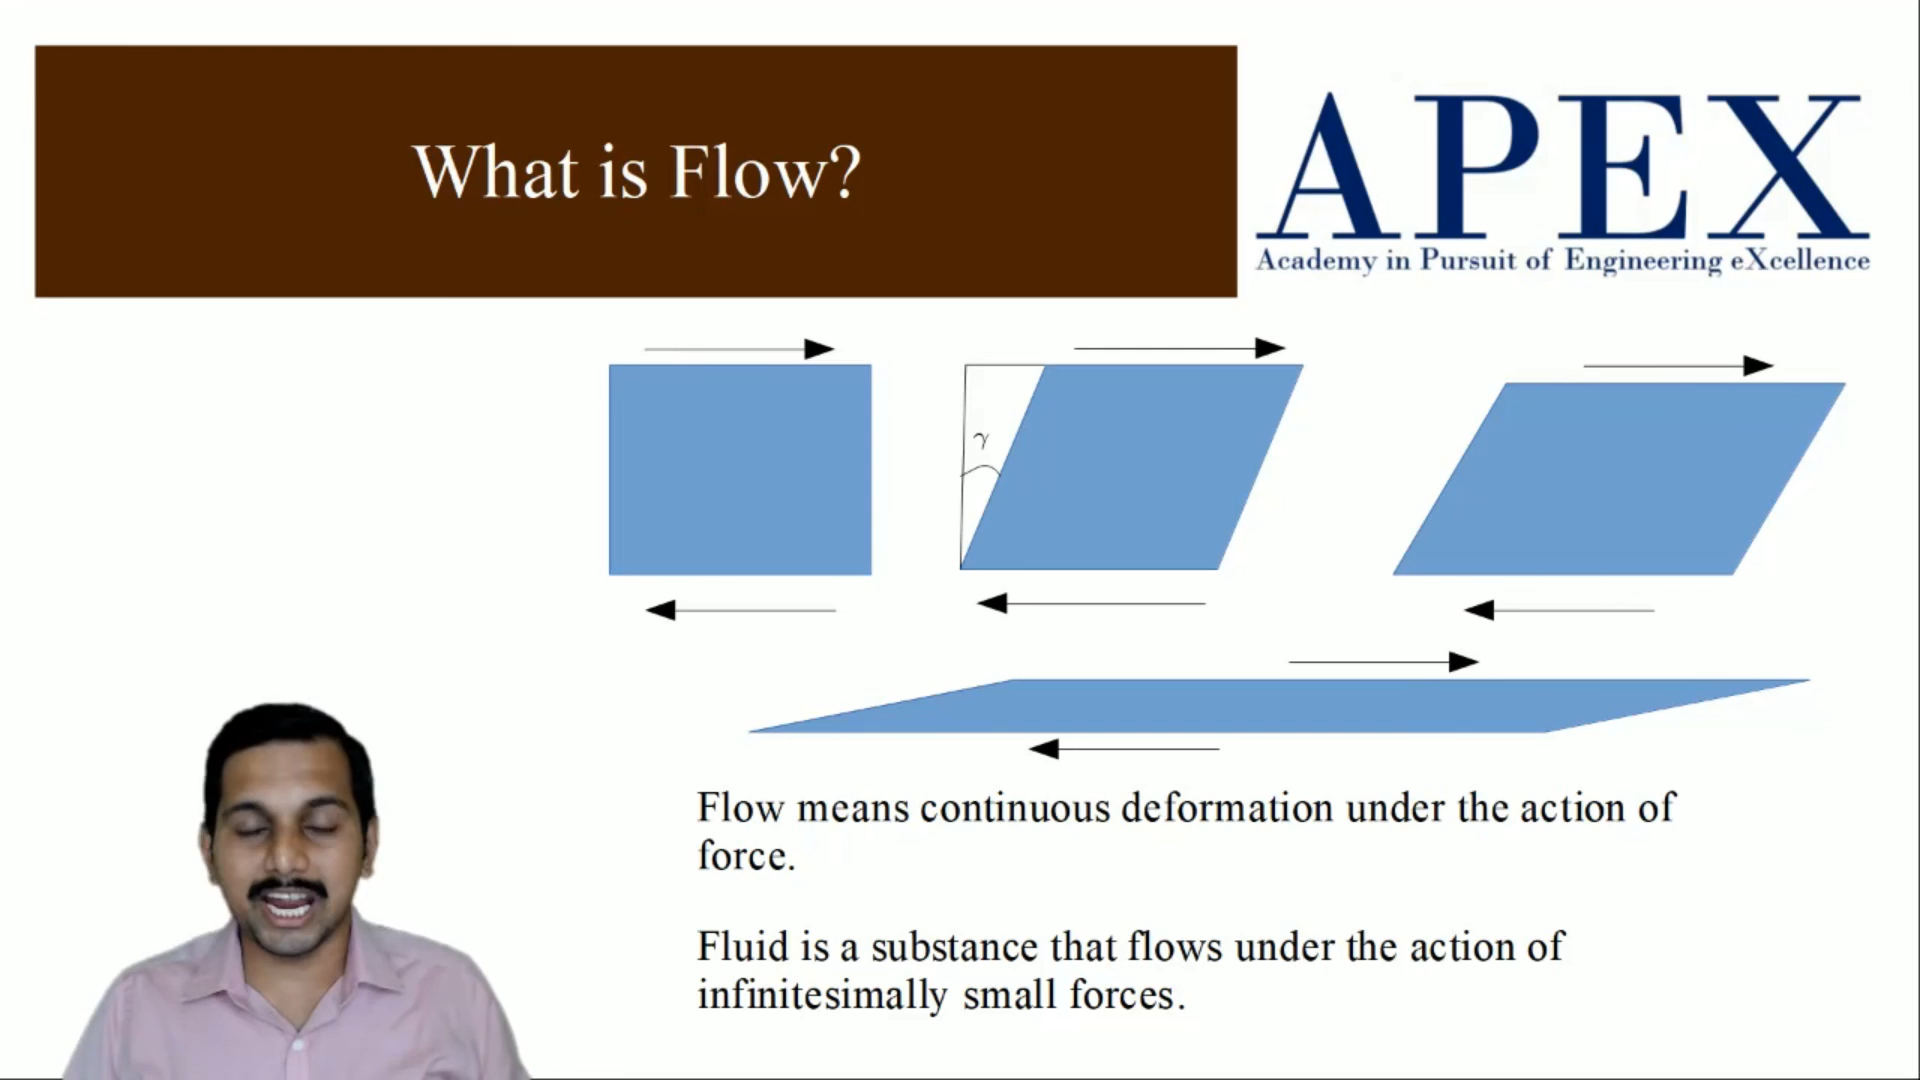 What is Flow?
APEX
Academy in Pursuit of Engineering eXcellence
γ
Flow means continuous deformation under the action of
force.
Fluid is a substance that flows under the action of
infinitesimally small forces.